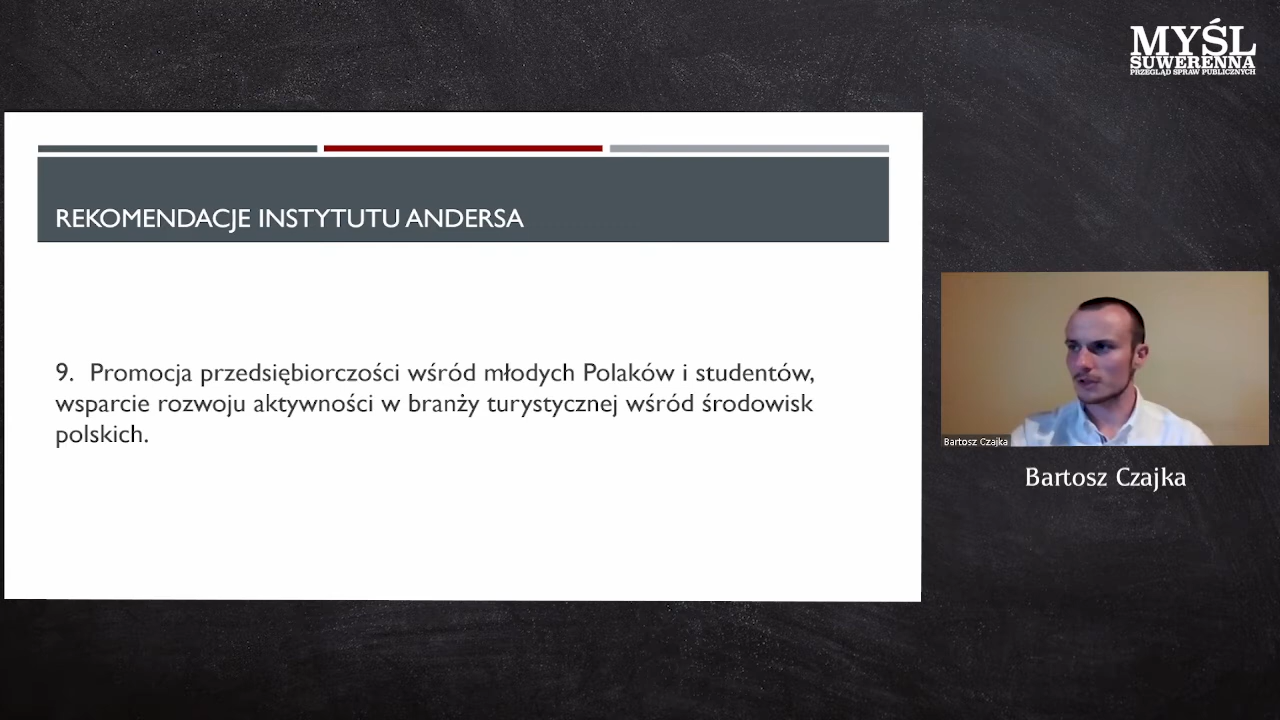 MYŚL
SUWERENNA
PRZEGLĄD SPRAW PUBLICZNYCH
REKOMENDACJE INSTYTUTU ANDERSA
9. Promocja przedsiębiorczości wśród młodych Polaków i studentów,
wsparcie rozwoju aktywności w branży turystycznej wśród środowisk
polskich.
Bartosz Czajka
Bartosz Czajka